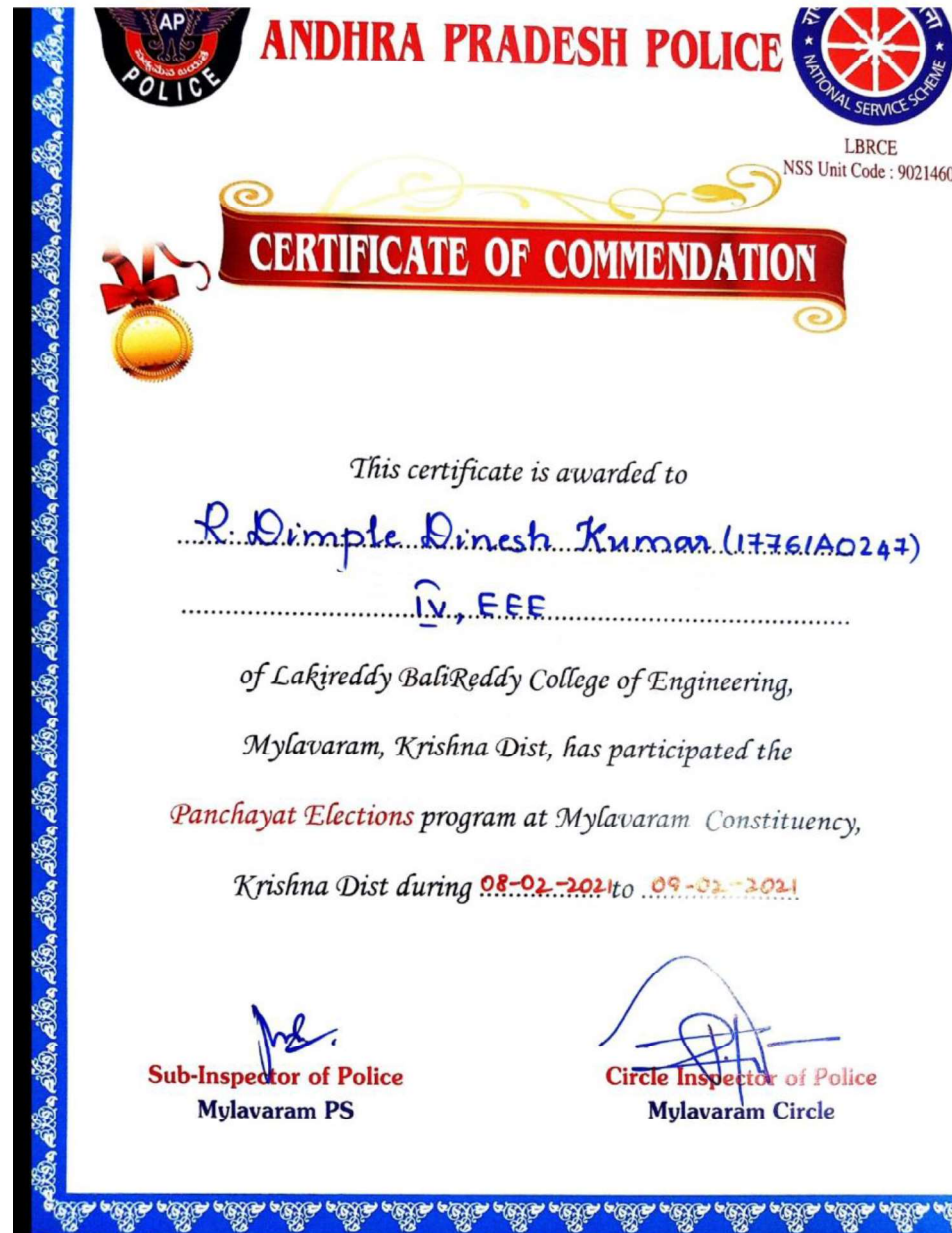 AP
సత్యమేవ జయతే
POLICE
ANDHRA PRADESH POLICE
NATIONAL SERVICE SCHEME
LBRCE
NSS Unit Code : 9021460
CERTIFICATE OF COMMENDATION
This certificate is awarded to
R. Dimple Dinesh Kumar (17761A0247)
IV, EEE
of Lakireddy BaliReddy College of Engineering,
Mylavaram, Krishna Dist, has participated the
Panchayat Elections program at Mylavaram Constituency,
Krishna Dist during 08-02-2021 to 09-02-2021
Sub-Inspector of Police
Circle Inspector of Police
Mylavaram PS
Mylavaram Circle